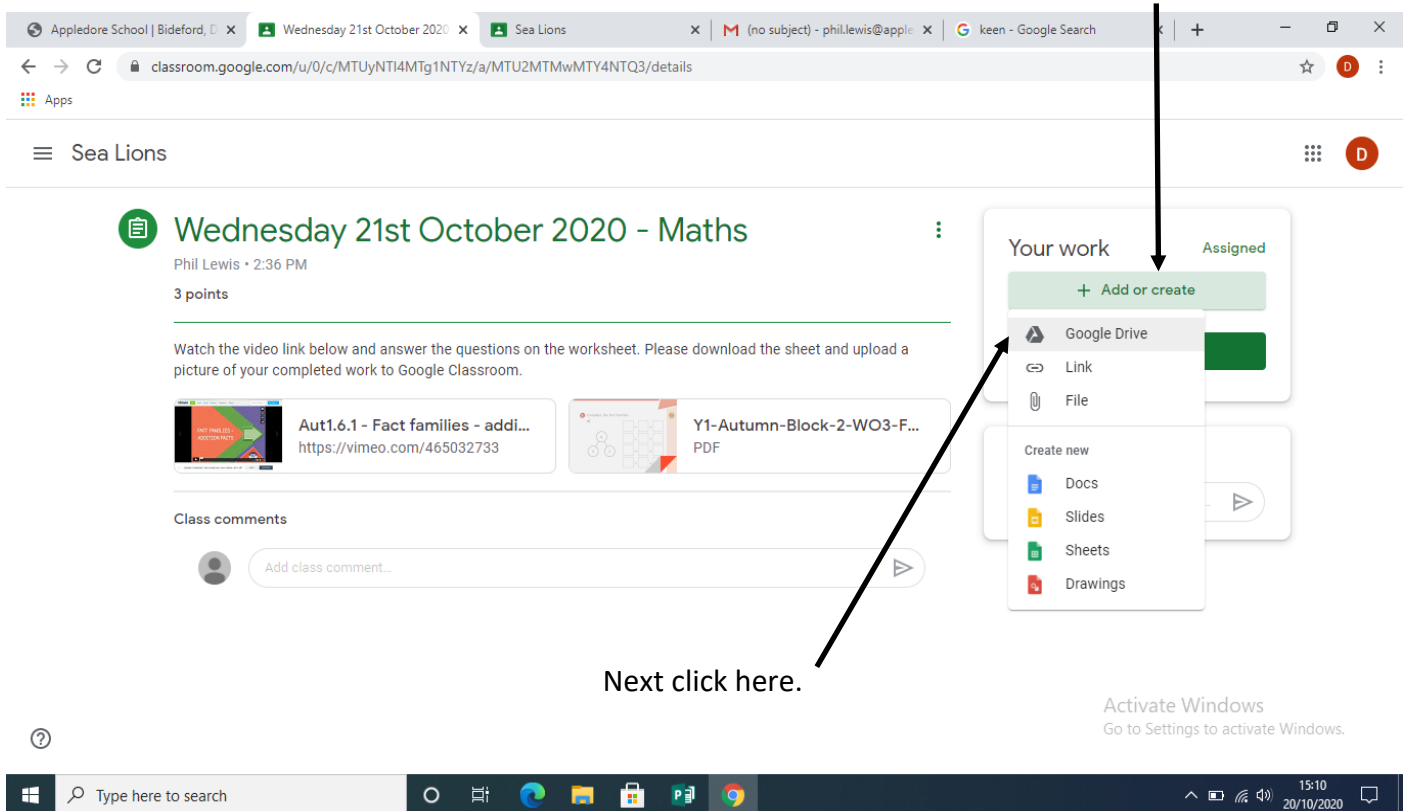 Appledore School | Bideford, D
Wednesday 21st October 2020
Sea Lions
(no subject) - phil.lewis@apple
keen - Google Search
classroom.google.com/u/0/c/MTUyNTI4MTg1NTYz/a/MTU2MTMwMTY4NTQ3/details
D
Apps
Sea Lions
D
Wednesday 21st October 2020 - Maths
Phil Lewis • 2:36 PM
3 points
Watch the video link below and answer the questions on the worksheet. Please download the sheet and upload a
picture of your completed work to Google Classroom.
FACT FAMILIES -
ADDITION FACTS
Aut1.6.1 - Fact families - addi...
https://vimeo.com/465032733
Y1-Autumn-Block-2-WO3-F...
PDF
Class comments
Add class comment...
Your work
Assigned
+ Add or create
Google Drive
Link
File
Create new
Docs
Slides
Sheets
Drawings
Next click here.
Activate Windows
Go to Settings to activate Windows.
Type here to search
15:10
20/10/2020